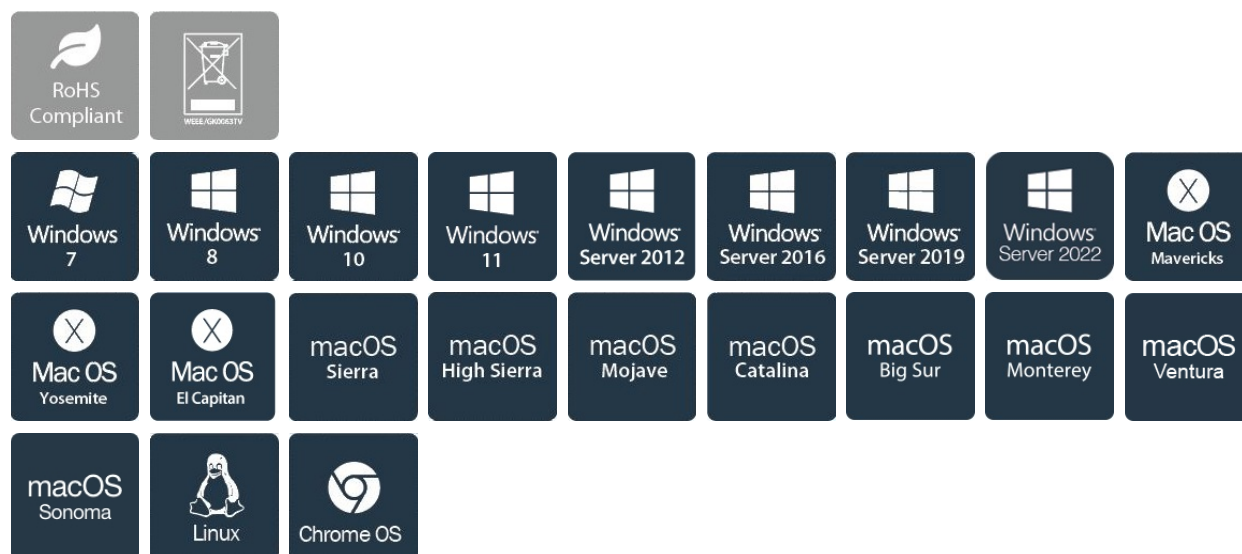 RoHS
Compliant
WEEE/GK0063TV
Windows
7
Windows
8
Windows
10
Windows
11
Windows
Server 2012
Windows
Server 2016
Windows
Server 2019
Windows
Server 2022
X
Mac OS
Mavericks
X
Mac OS
Yosemite
X
Mac OS
El Capitan
macOS
Sierra
macOS
High Sierra
macOS
Mojave
macOS
Catalina
macOS
Big Sur
macOS
Monterey
macOS
Ventura
macOS
Sonoma
Linux
Chrome OS